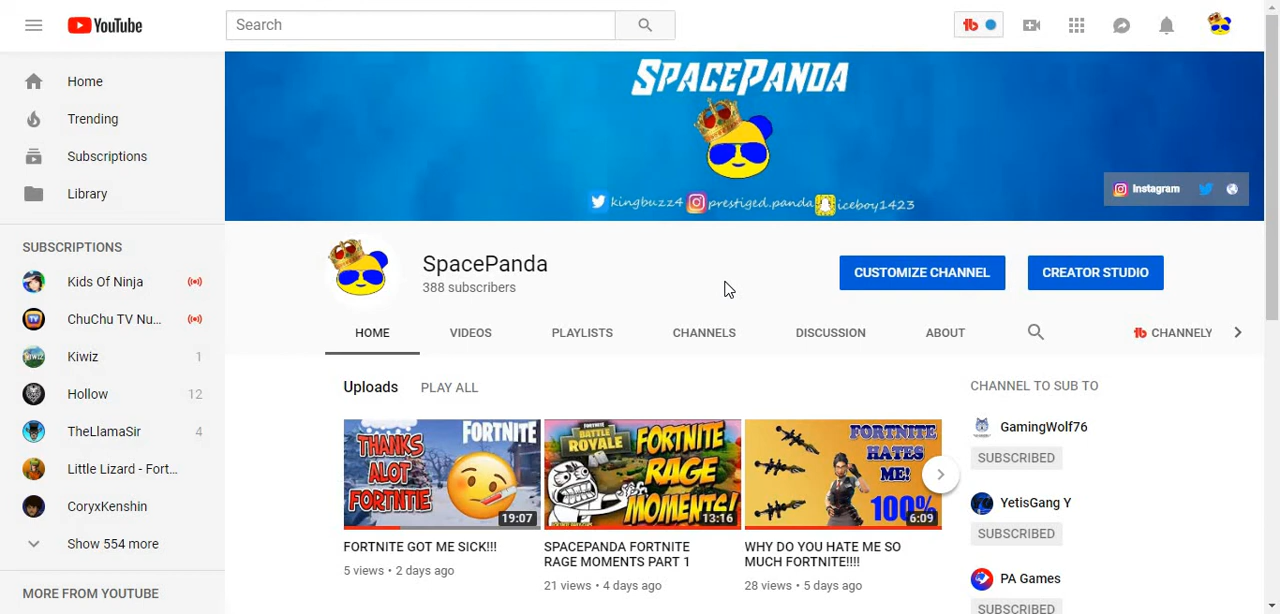 YouTube
Search
Home
Trending
Subscriptions
Library
SUBSCRIPTIONS
Kids Of Ninja
ChuChu TV Nu...
Kiwiz 1
Hollow 12
TheLlamaSir 4
Little Lizard - Fort...
CoryxKenshin
Show 554 more
MORE FROM YOUTUBE
SPACEPANDA
kingbuzz4 prestiged.panda iceboy1423
Instagram
SpacePanda
388 subscribers
CUSTOMIZE CHANNEL
CREATOR STUDIO
HOME VIDEOS PLAYLISTS CHANNELS DISCUSSION ABOUT CHANNELY
Uploads PLAY ALL
FORTNITE
THANKS
ALOT
FORTNTIE
19:07
FORTNITE GOT ME SICK!!!
5 views • 2 days ago
FORTNITE
BATTLE
ROYALE
FORTNITE
RAGE
MOMENTS!
13:16
SPACEPANDA FORTNITE
RAGE MOMENTS PART 1
21 views • 4 days ago
FORTNITE
HATES
ME!
100%
6:09
WHY DO YOU HATE ME SO
MUCH FORTNITE!!!!
28 views • 5 days ago
CHANNEL TO SUB TO
GamingWolf76
SUBSCRIBED
YetisGang Y
SUBSCRIBED
PA Games
SUBSCRIBED